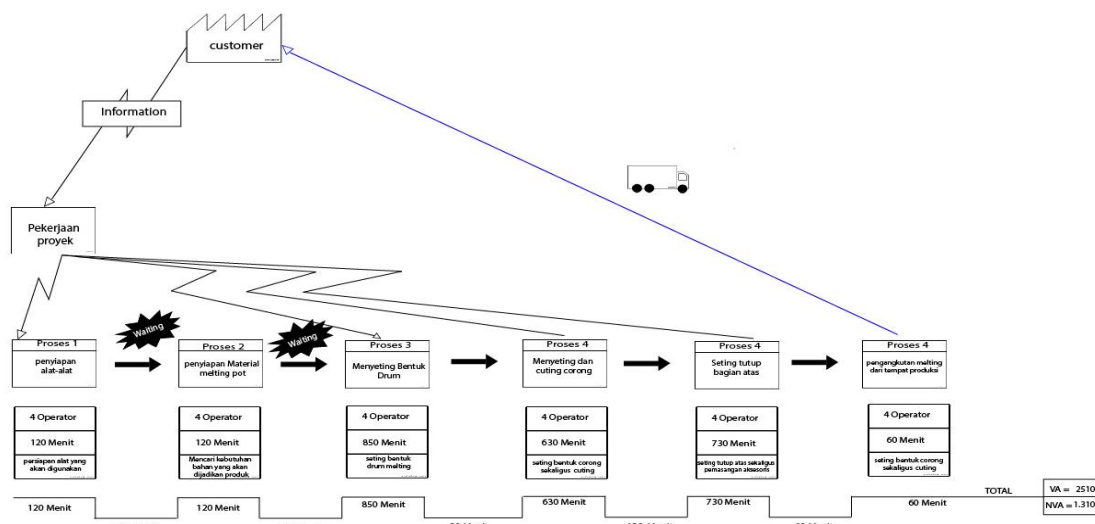 customer
Information
Pekerjaan
proyek
Waiting
Waiting
Proses 1
penyiapan
alat-alat
Proses 2
penyiapan Material
melting pot
Proses 3
Menyeting Bentuk
Drum
Proses 4
Menyeting dan
cuting corong
Proses 4
Seting tutup
bagian atas
Proses 4
pengangkutan melting
dari tempat produksi
4 Operator
120 Menit
persiapan alat yang
akan digunakan
4 Operator
120 Menit
Mencari kebutuhan
bahan yang akan
dijadikan produk
4 Operator
850 Menit
seting bentuk
drum melting
4 Operator
630 Menit
seting bentuk corong
sekaligus cuting
4 Operator
730 Menit
seting tutup atas sekaligus
pemasangan aksesoris
4 Operator
60 Menit
seting bentuk corong
sekaligus cuting
120 Menit
120 Menit
850 Menit
630 Menit
730 Menit
60 Menit
TOTAL
VA = 2510
NVA = 1.310